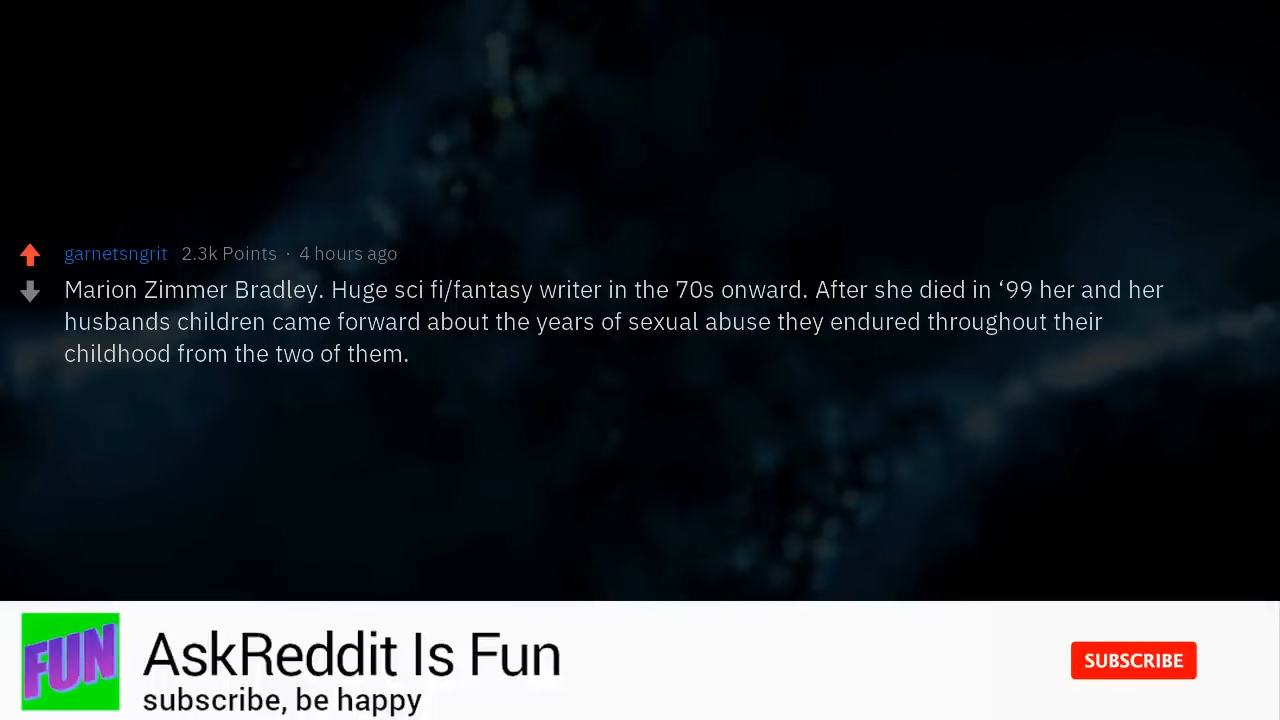 garnetsngrit 2.3k Points · 4 hours ago
Marion Zimmer Bradley. Huge sci fi/fantasy writer in the 70s onward. After she died in ‘99 her and her
husbands children came forward about the years of sexual abuse they endured throughout their
childhood from the two of them.
FUN
AskReddit Is Fun
subscribe, be happy
SUBSCRIBE